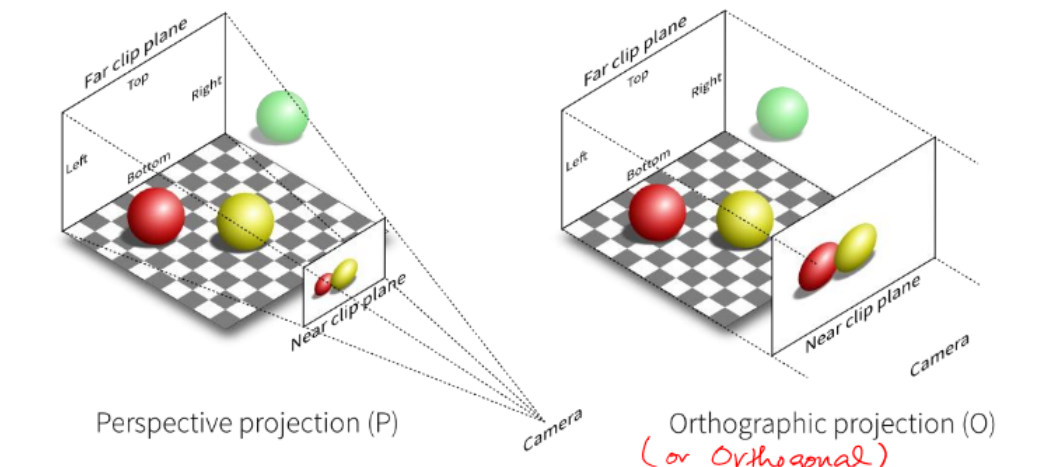 Far clip plane
Top
Right
Left
Bottom
Near clip plane
Camera
Perspective projection (P)
Far clip plane
Top
Right
Left
Bottom
Near clip plane
Camera
Orthographic projection (O)
(or Orthogonal)